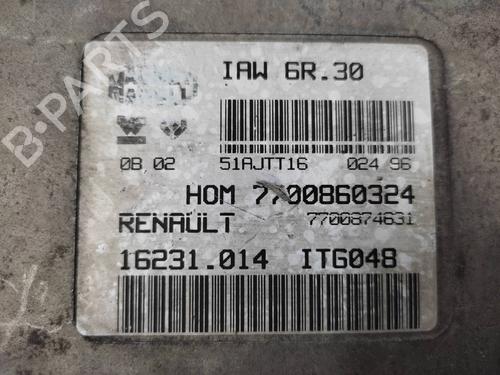 IAW 6R.30
0B 02 51AJTT16 024 96
HOM 7700860324
RENAULT 7700874631
16231.014 ITG048
B-PARTS